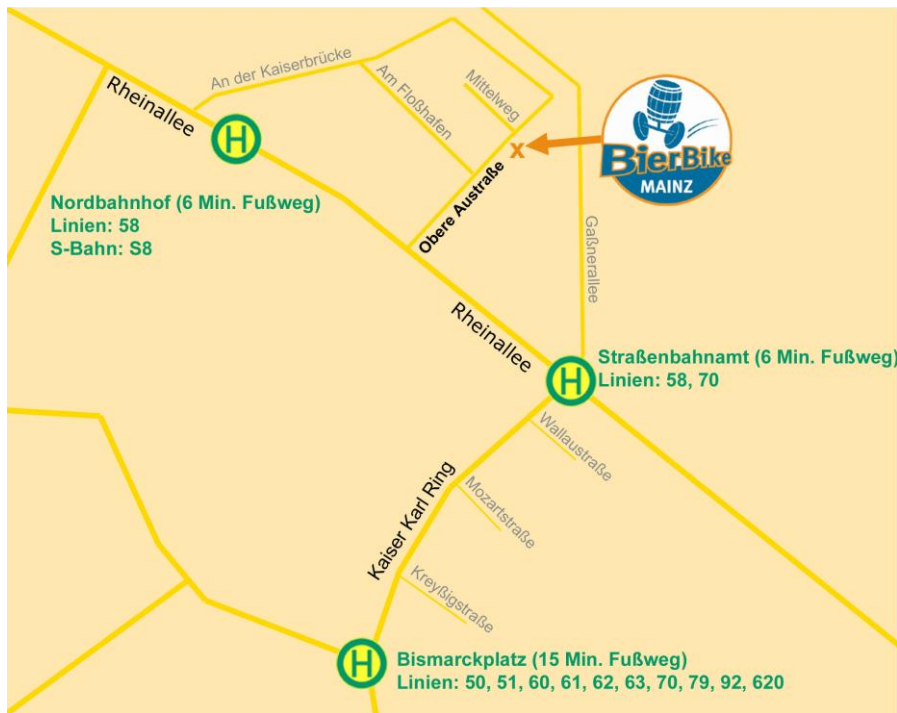 An der Kaiserbrücke
Rheinallee
H
Am Floßhafen
Mittelweg
x
BierBike
MAINZ
Nordbahnhof (6 Min. Fußweg)
Linien: 58
S-Bahn: S8
Obere Austraße
Gaßnerallee
Rheinallee
H
Straßenbahnamt (6 Min. Fußweg)
Linien: 58, 70
Wallaustraße
Kaiser Karl Ring
Mozartstraße
Kreyßigstraße
H
Bismarckplatz (15 Min. Fußweg)
Linien: 50, 51, 60, 61, 62, 63, 70, 79, 92, 620